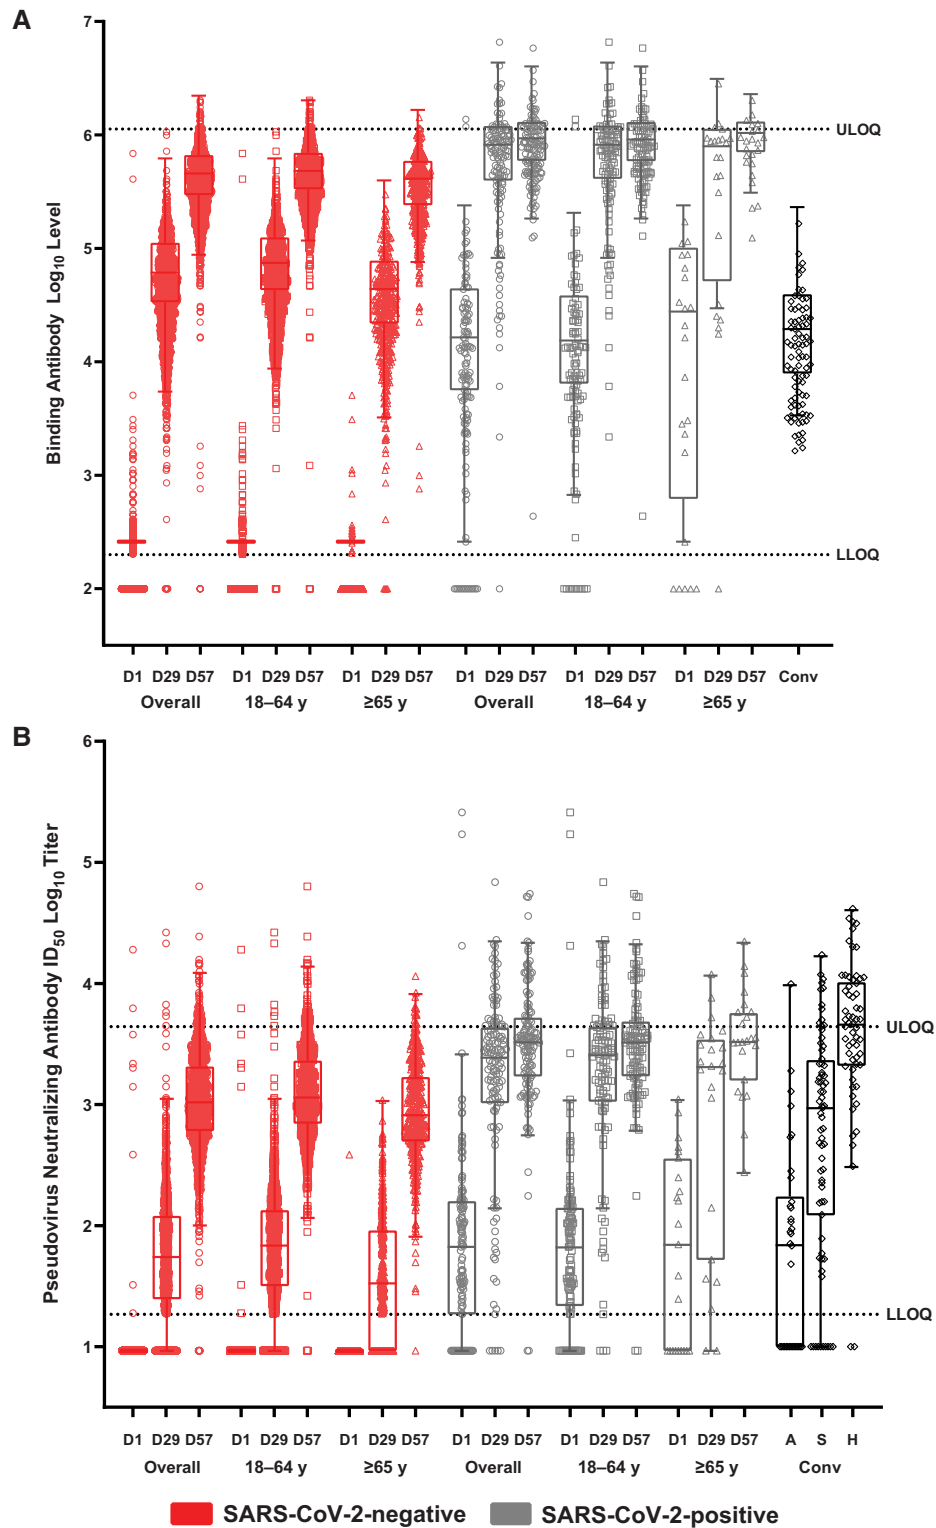 A
Binding Antibody Log10 Level
7
6
5
4
3
2
ULOQ
LLOQ
D1 D29 D57 D1 D29 D57 D1 D29 D57 D1 D29 D57 D1 D29 D57 D1 D29 D57 Conv
Overall 18–64 y ≥65 y Overall 18–64 y ≥65 y
B
Pseudovirus Neutralizing Antibody ID50 Log10 Titer
6
5
4
3
2
1
ULOQ
LLOQ
D1 D29 D57 D1 D29 D57 D1 D29 D57 D1 D29 D57 D1 D29 D57 D1 D29 D57 A S H
Overall 18–64 y ≥65 y Overall 18–64 y ≥65 y Conv
SARS-CoV-2-negative SARS-CoV-2-positive